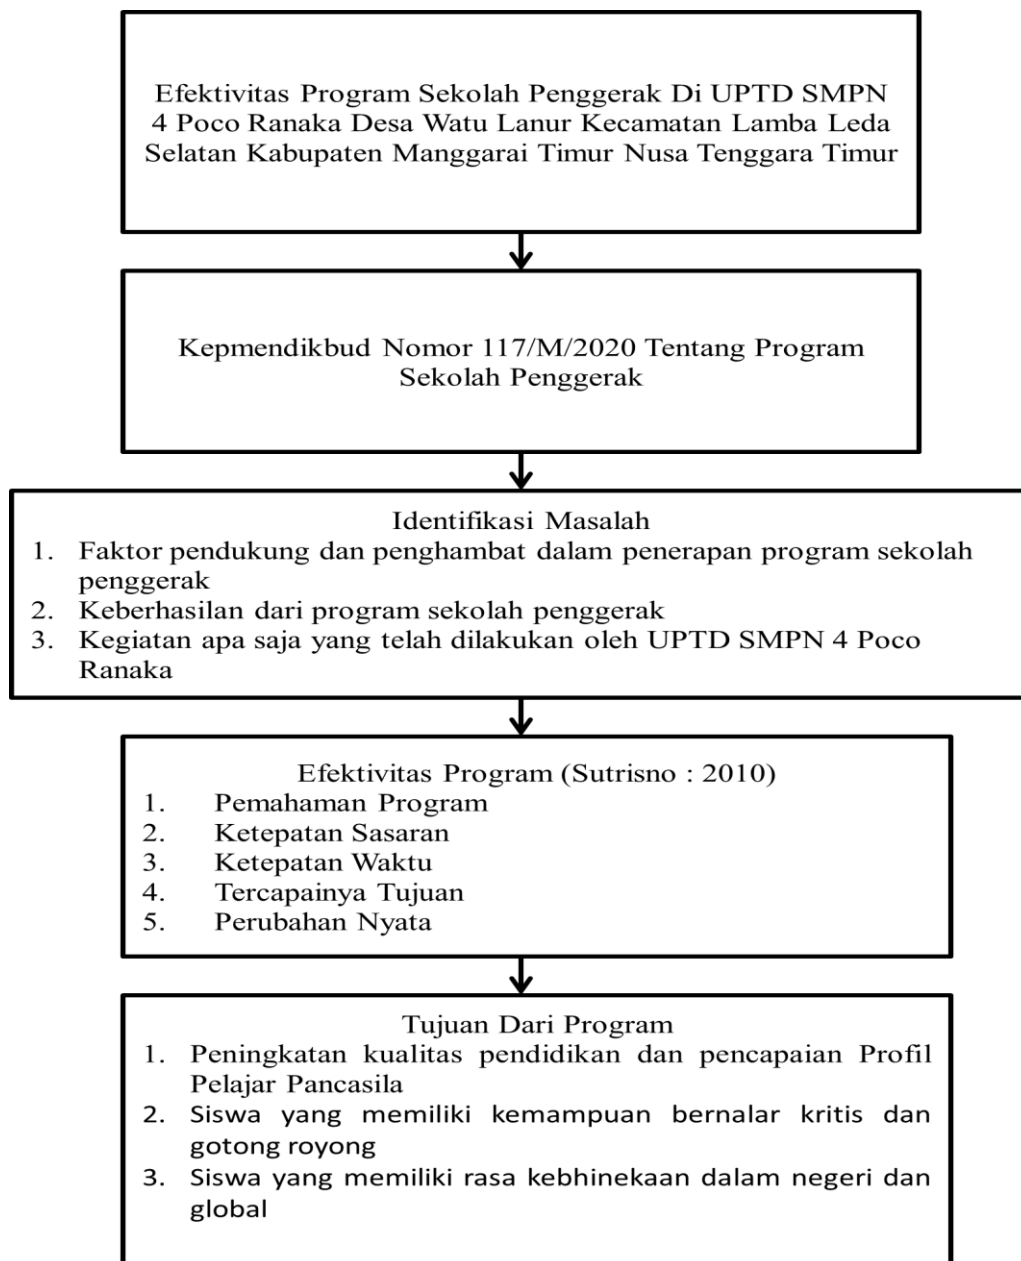 Efektivitas Program Sekolah Penggerak Di UPTD SMPN
4 Poco Ranaka Desa Watu Lanur Kecamatan Lamba Leda
Selatan Kabupaten Manggarai Timur Nusa Tenggara Timur
Kepmendikbud Nomor 117/M/2020 Tentang Program
Sekolah Penggerak
Identifikasi Masalah
1. Faktor pendukung dan penghambat dalam penerapan program sekolah
penggerak
2. Keberhasilan dari program sekolah penggerak
3. Kegiatan apa saja yang telah dilakukan oleh UPTD SMPN 4 Poco
Ranaka
Efektivitas Program (Sutrisno : 2010)
1. Pemahaman Program
2. Ketepatan Sasaran
3. Ketepatan Waktu
4. Tercapainya Tujuan
5. Perubahan Nyata
Tujuan Dari Program
1. Peningkatan kualitas pendidikan dan pencapaian Profil
Pelajar Pancasila
2. Siswa yang memiliki kemampuan bernalar kritis dan
gotong royong
3. Siswa yang memiliki rasa kebhinekaan dalam negeri dan
global